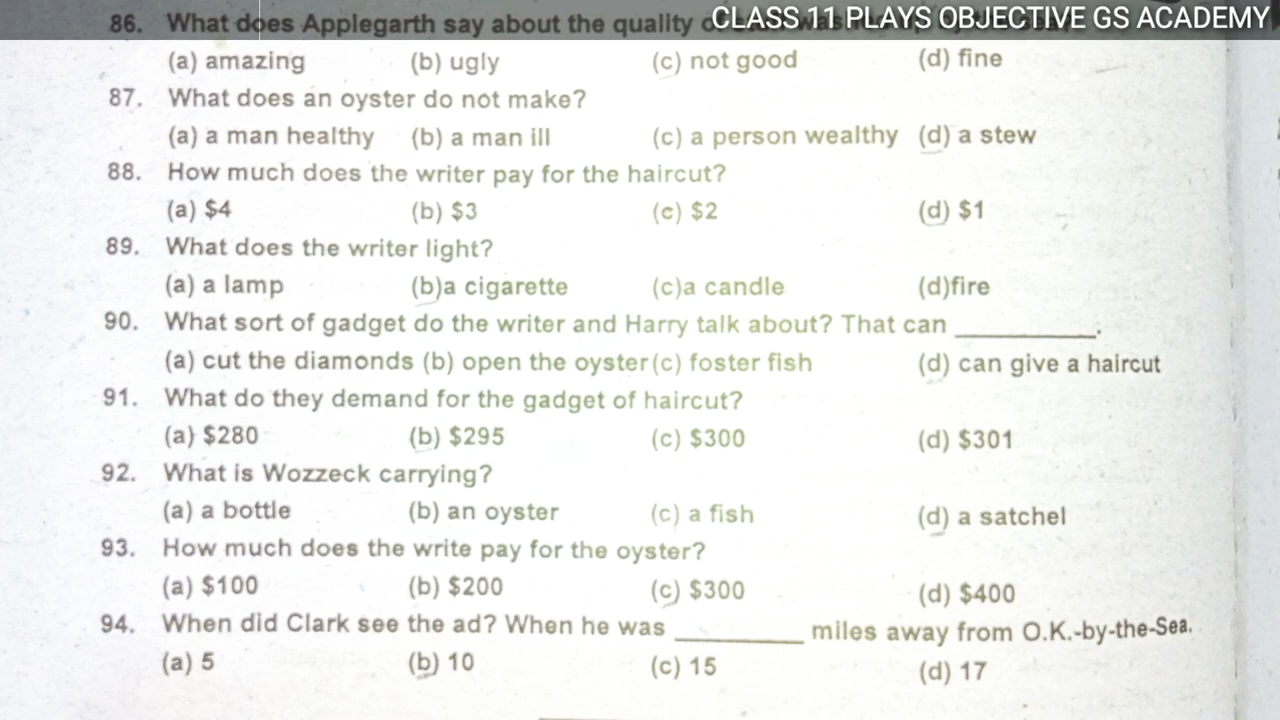 CLASS 11 PLAYS OBJECTIVE GS ACADEMY
86. What does Applegarth say about the quality
(a) amazing (b) ugly (c) not good (d) fine
87. What does an oyster do not make?
(a) a man healthy (b) a man ill (c) a person wealthy (d) a stew
88. How much does the writer pay for the haircut?
(a) $4 (b) $3 (c) $2 (d) $1
89. What does the writer light?
(a) a lamp (b)a cigarette (c)a candle (d)fire
90. What sort of gadget do the writer and Harry talk about? That can __________.
(a) cut the diamonds (b) open the oyster (c) foster fish (d) can give a haircut
91. What do they demand for the gadget of haircut?
(a) $280 (b) $295 (c) $300 (d) $301
92. What is Wozzeck carrying?
(a) a bottle (b) an oyster (c) a fish (d) a satchel
93. How much does the write pay for the oyster?
(a) $100 (b) $200 (c) $300 (d) $400
94. When did Clark see the ad? When he was _________ miles away from O.K.-by-the-Sea.
(a) 5 (b) 10 (c) 15 (d) 17